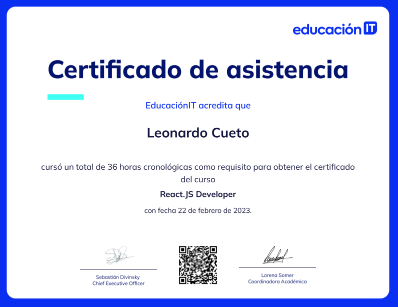 educación IT
Certificado de asistencia
EducaciónIT acredita que
Leonardo Cueto
cursó un total de 36 horas cronológicas como requisito para obtener el certificado
del curso
React.JS Developer
con fecha 22 de febrero de 2023.
Sebastián Divinsky
Chief Executive Officer
Lorena Somer
Coordinadora Académica